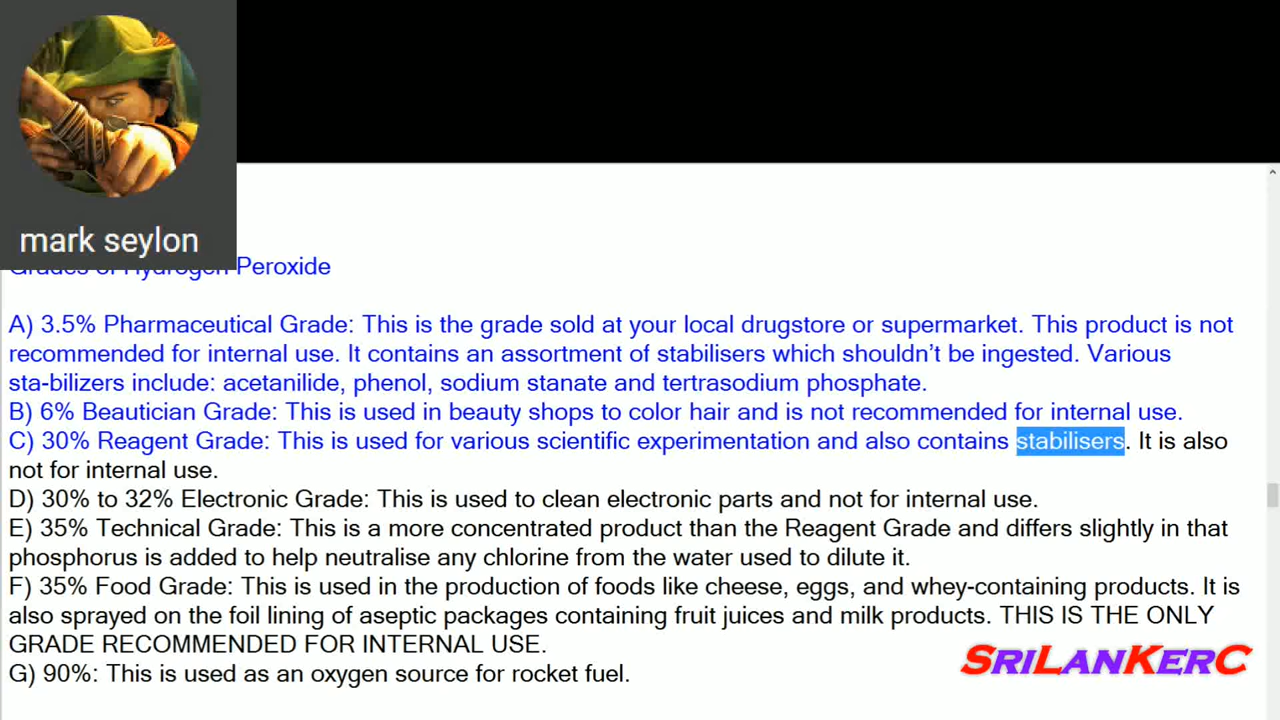 mark seylon
Grades of Hydrogen Peroxide
A) 3.5% Pharmaceutical Grade: This is the grade sold at your local drugstore or supermarket. This product is not
recommended for internal use. It contains an assortment of stabilisers which shouldn’t be ingested. Various
sta-bilizers include: acetanilide, phenol, sodium stanate and tertrasodium phosphate.
B) 6% Beautician Grade: This is used in beauty shops to color hair and is not recommended for internal use.
C) 30% Reagent Grade: This is used for various scientific experimentation and also contains stabilisers. It is also
not for internal use.
D) 30% to 32% Electronic Grade: This is used to clean electronic parts and not for internal use.
E) 35% Technical Grade: This is a more concentrated product than the Reagent Grade and differs slightly in that
phosphorus is added to help neutralise any chlorine from the water used to dilute it.
F) 35% Food Grade: This is used in the production of foods like cheese, eggs, and whey-containing products. It is
also sprayed on the foil lining of aseptic packages containing fruit juices and milk products. THIS IS THE ONLY
GRADE RECOMMENDED FOR INTERNAL USE.
G) 90%: This is used as an oxygen source for rocket fuel.
SRILANKERC